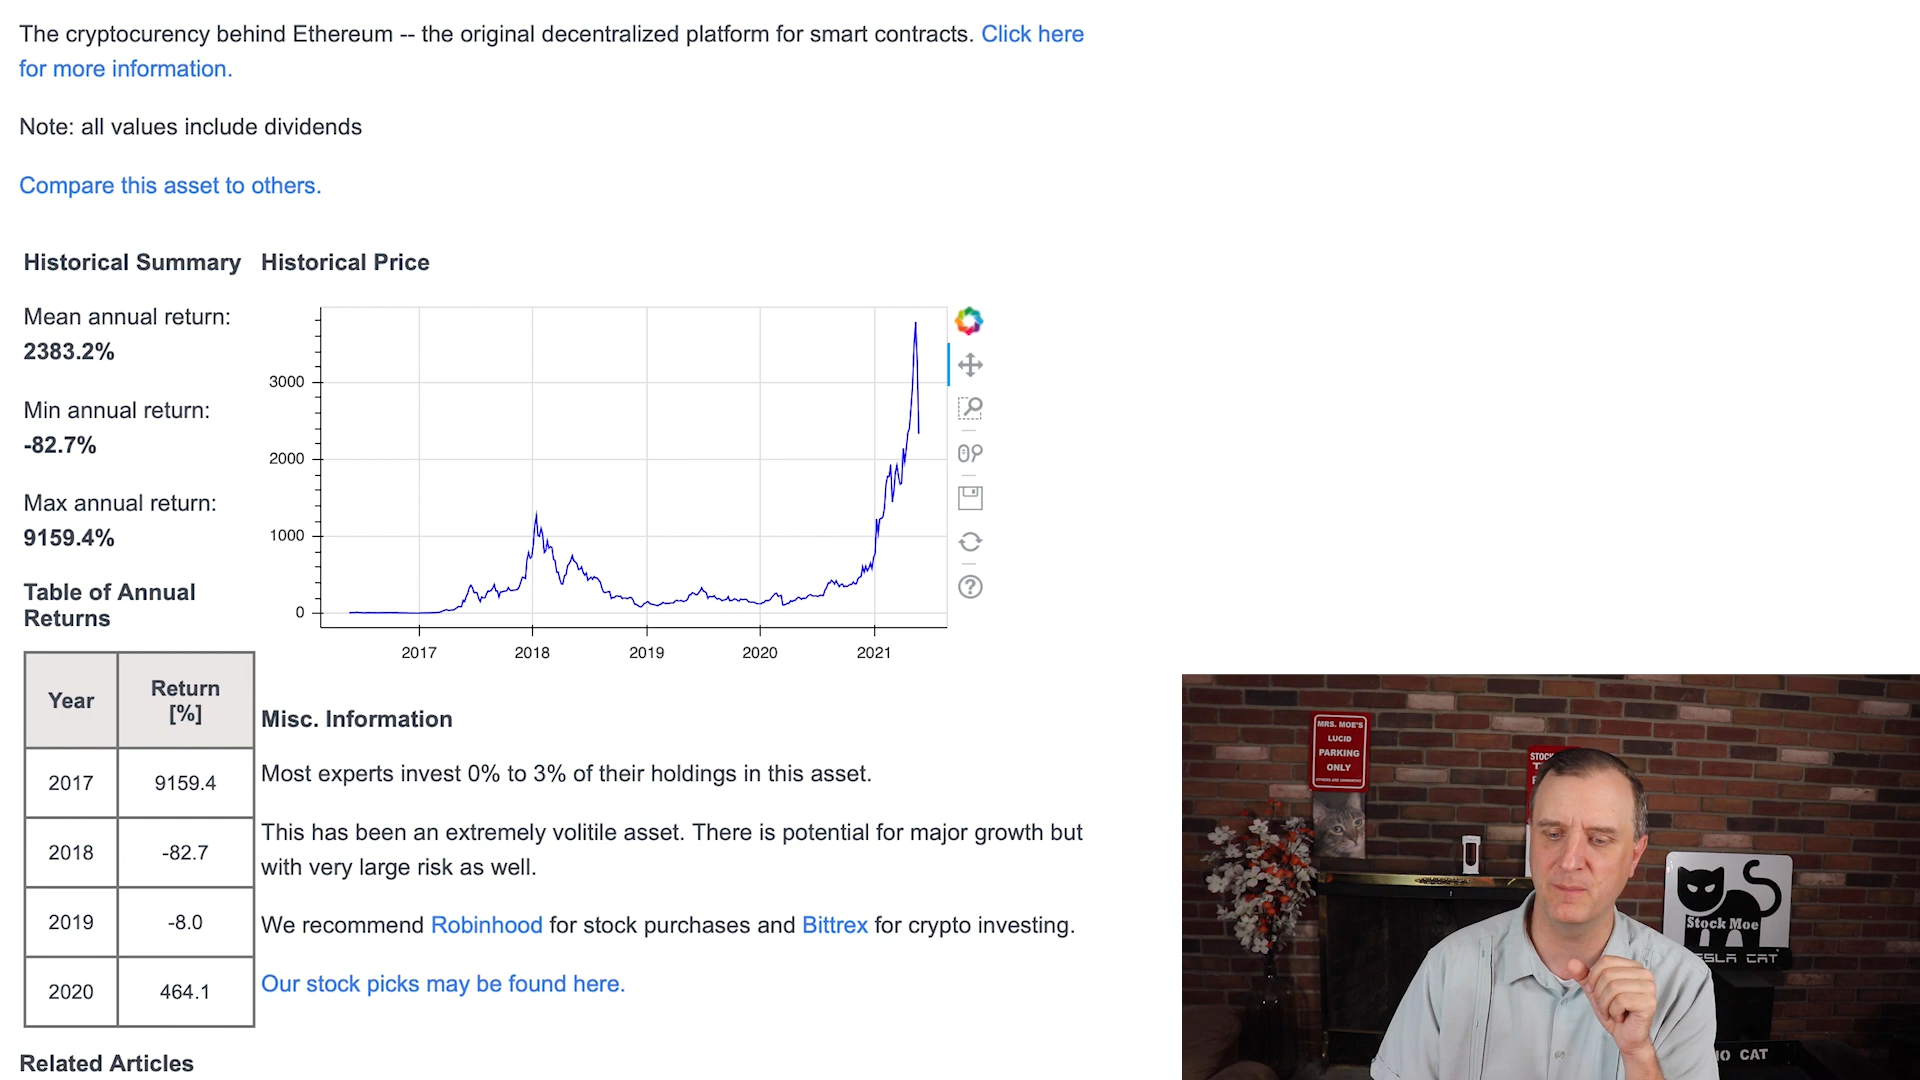 The cryptocurency behind Ethereum -- the original decentralized platform for smart contracts. Click here
for more information.
Note: all values include dividends
Compare this asset to others.
Historical Summary
Mean annual return:
2383.2%
Min annual return:
-82.7%
Max annual return:
9159.4%
Table of Annual
Returns
Year Return [%]
2017 9159.4
2018 -82.7
2019 -8.0
2020 464.1
Historical Price
3000
2000
1000
0
2017 2018 2019 2020 2021
Misc. Information
Most experts invest 0% to 3% of their holdings in this asset.
This has been an extremely volitile asset. There is potential for major growth but
with very large risk as well.
We recommend Robinhood for stock purchases and Bittrex for crypto investing.
Our stock picks may be found here.
Related Articles
MRS. MOE'S
LUCID
PARKING
ONLY
STOCK
Stock Moe
SLA CAT
CAT